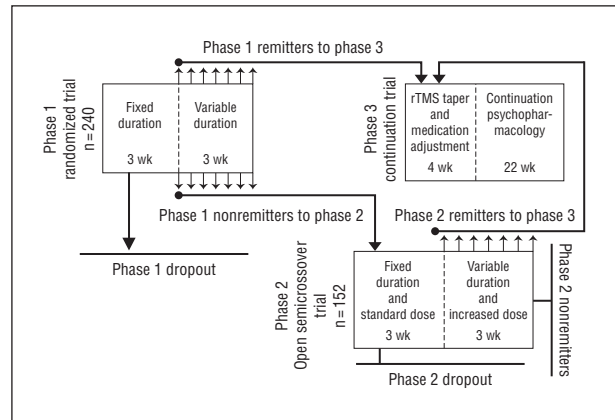 Phase 1 remitters to phase 3
Phase 1
randomized trial
n=240
Fixed
duration
3 wk
Variable
duration
3 wk
Phase 3
continuation trial
rTMS taper
and
medication
adjustment
4 wk
Continuation
psychophar-
macology
22 wk
Phase 1 nonremitters to phase 2
Phase 2 remitters to phase 3
Phase 1 dropout
Phase 2
Open semicrossover
trial
n=152
Fixed
duration
and
standard dose
3 wk
Variable
duration
and
increased dose
3 wk
Phase 2
nonremitters
Phase 2 dropout